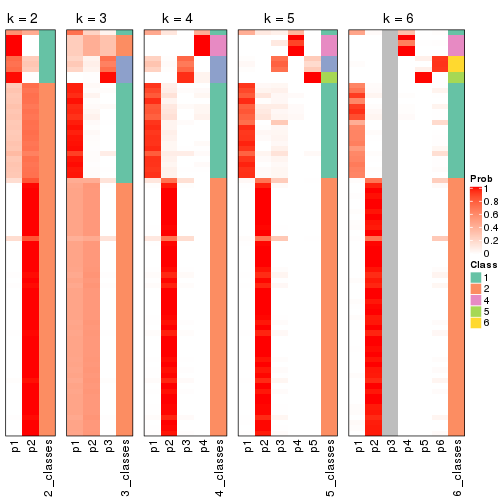 k = 2
k = 3
k = 4
k = 5
k = 6
Prob
1
0.8
0.6
0.4
0.2
0
Class
1
2
4
5
6
p1
p2
2_classes
p1
p2
p3
3_classes
p1
p2
p3
p4
4_classes
p1
p2
p3
p4
p5
5_classes
p1
p2
p3
p4
p5
p6
6_classes